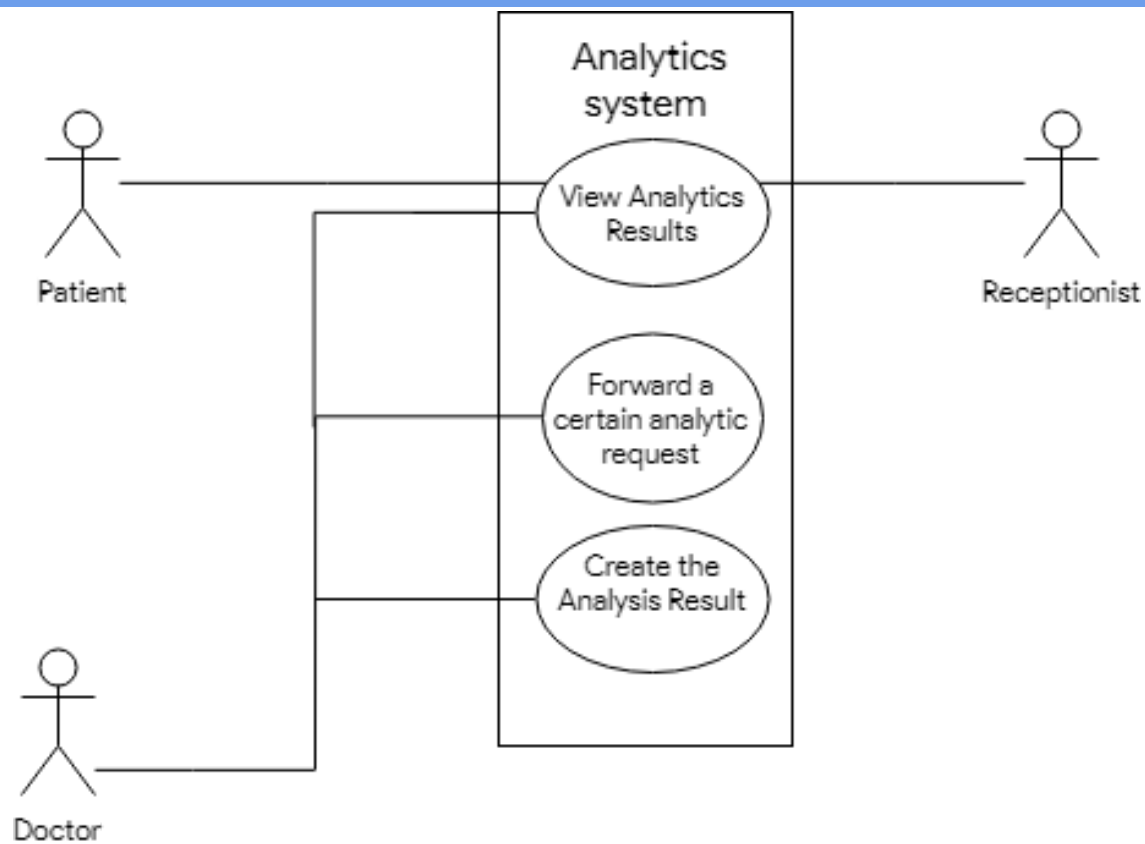 Analytics
system
View Analytics
Results
Patient
Receptionist
Forward a
certain analytic
request
Create the
Analysis Result
Doctor